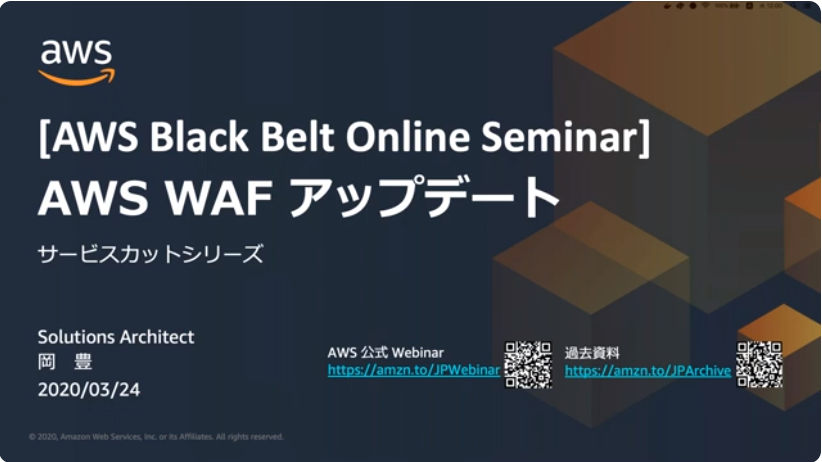 aws
[AWS Black Belt Online Seminar]
AWS WAF アップデート
サービスカットシリーズ
Solutions Architect
岡　豊
2020/03/24
AWS 公式 Webinar
https://amzn.to/JPWebinar
過去資料
https://amzn.to/JPArchive
© 2020, Amazon Web Services, Inc. or its Affiliates. All rights reserved.